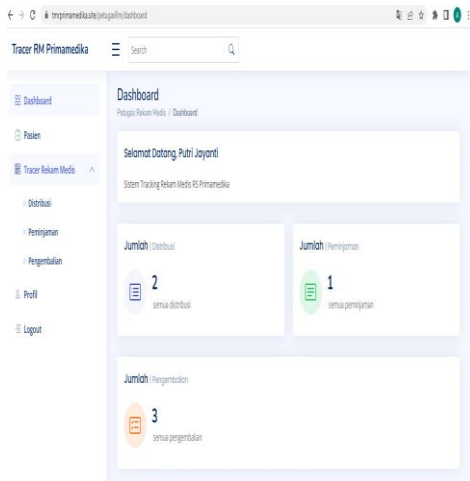 tmrprimamedika.site/petugasRm/dashboard
Tracer RM Primamedika
Search
Dashboard
Pasien
Tracer Rekam Medis
Distribusi
Peminjaman
Pengembalian
Profil
Logout
Dashboard
Petugas Rekam Medis / Dashboard
Selamat Datang, Putri Jayanti
Sistem Tracking Rekam Medis RS Primamedika
Jumlah | Distribusi
2
semua distribusi
Jumlah | Peminjaman
1
semua peminjaman
Jumlah | Pengembalian
3
semua pengembalian